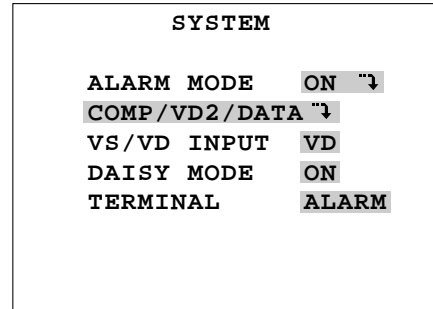 SYSTEM
ALARM MODE ON
COMP/VD2/DATA
VS/VD INPUT VD
DAISY MODE ON
TERMINAL ALARM